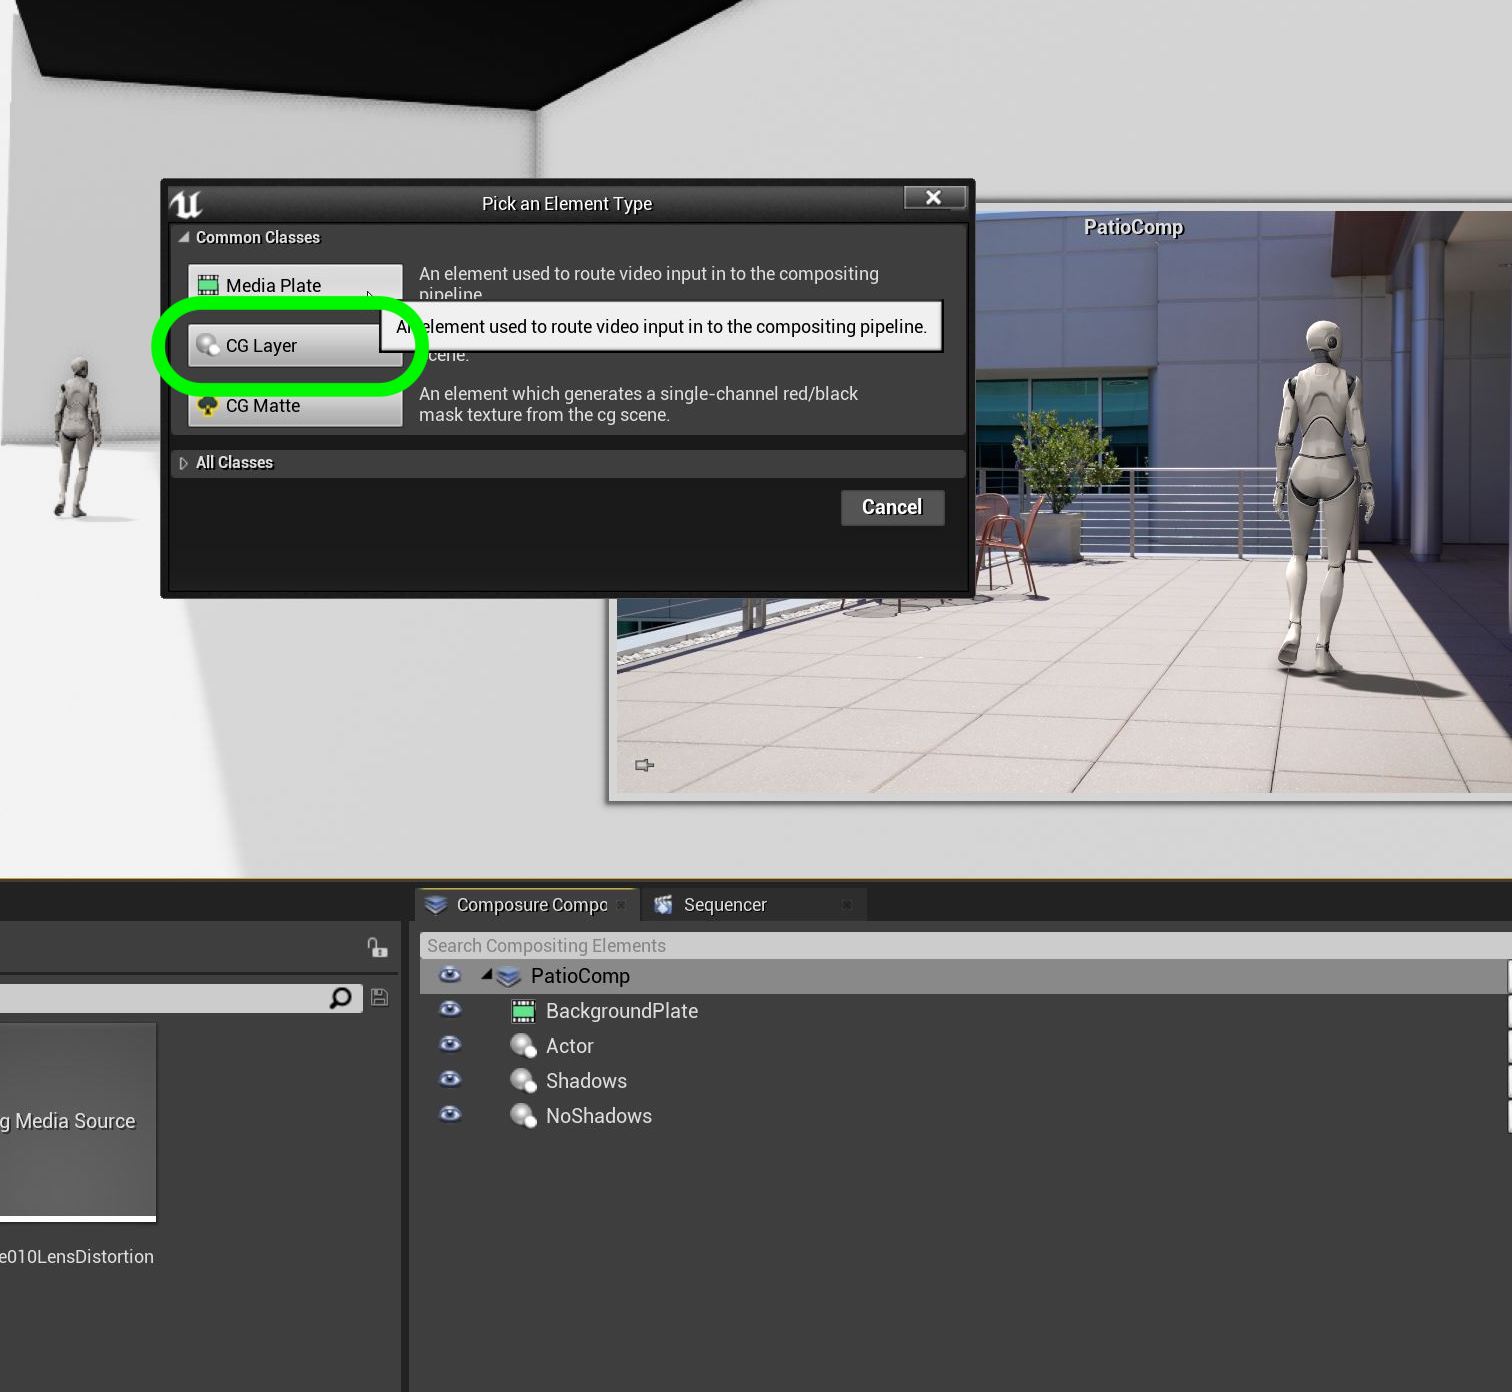 Pick an Element Type
Common Classes
Media Plate
An element used to route video input in to the compositing
pipeline
An element used to route video input in to the compositing pipeline.
CG Layer
scene.
CG Matte
An element which generates a single-channel red/black
mask texture from the cg scene.
All Classes
Cancel
PatioComp
Composure Compo
Sequencer
Search Compositing Elements
PatioComp
BackgroundPlate
Actor
Shadows
NoShadows
g Media Source
e010LensDistortion